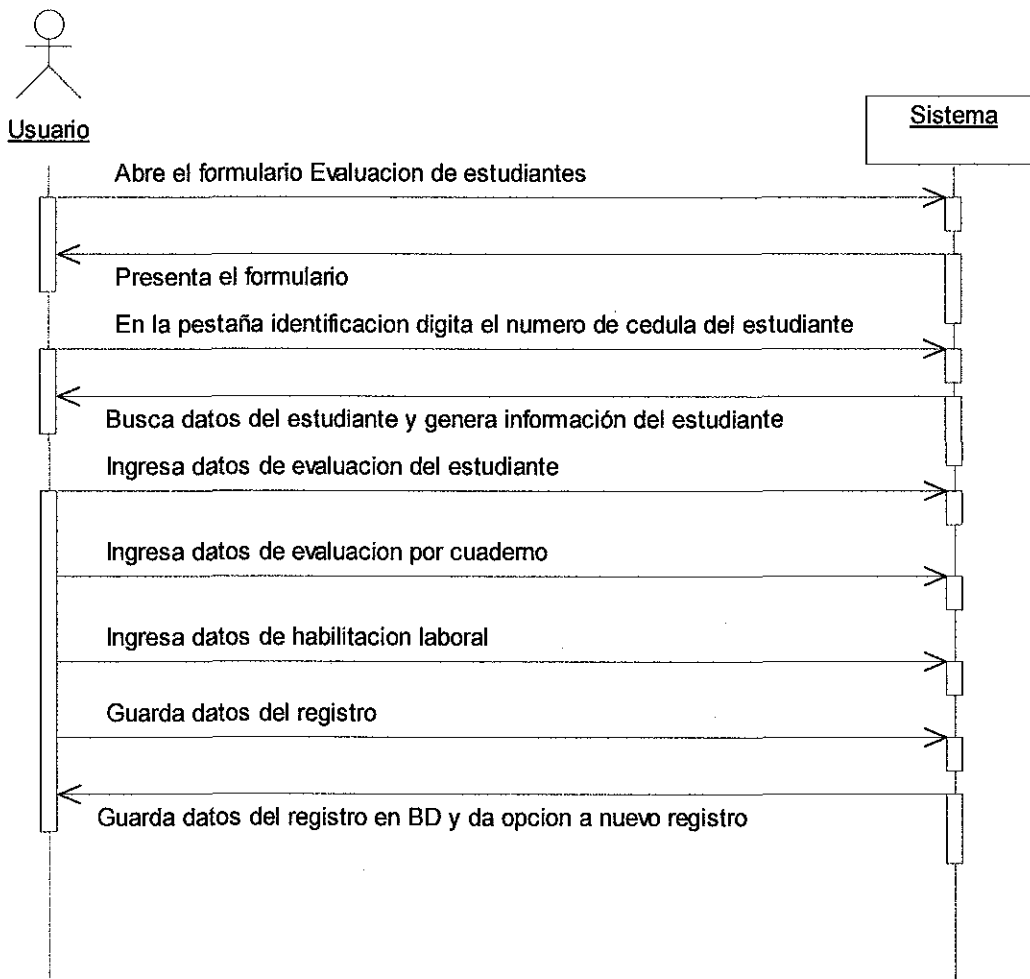 Usuario
Sistema
Abre el formulario Evaluacion de estudiantes
Presenta el formulario
En la pestaña identificacion digita el numero de cedula del estudiante
Busca datos del estudiante y genera información del estudiante
Ingresa datos de evaluacion del estudiante
Ingresa datos de evaluacion por cuaderno
Ingresa datos de habilitacion laboral
Guarda datos del registro
Guarda datos del registro en BD y da opcion a nuevo registro